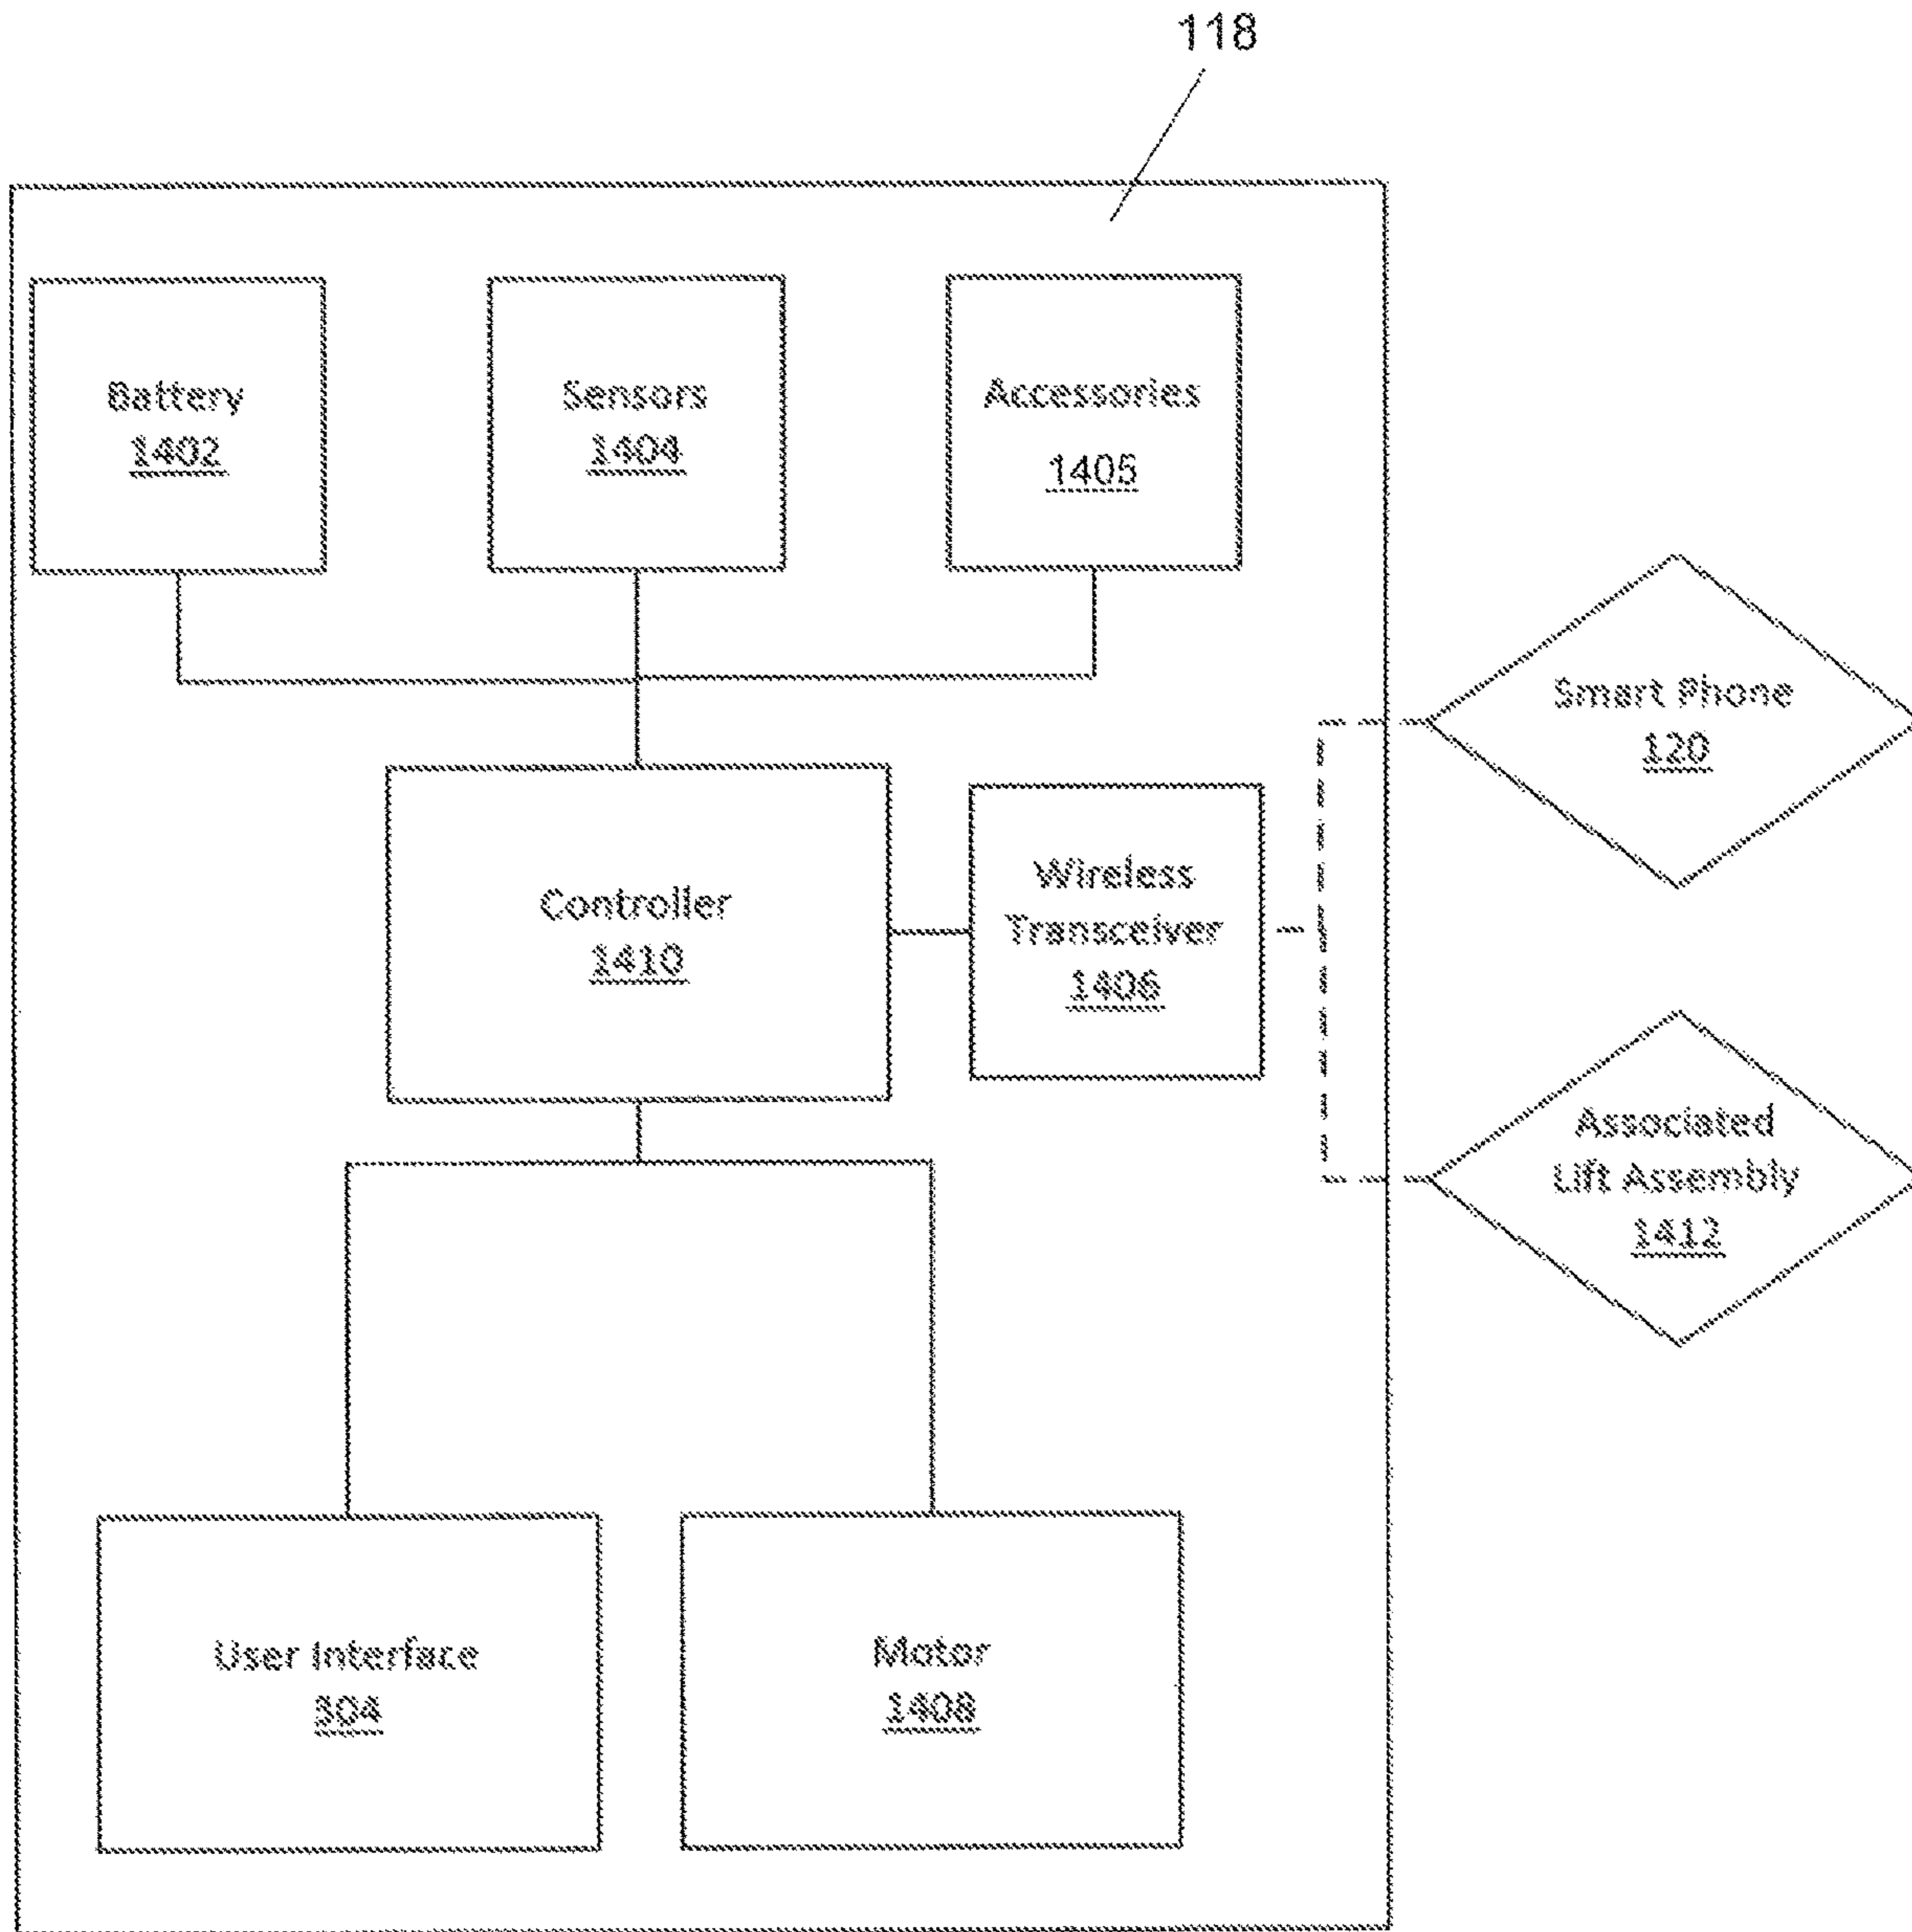 118
Battery
1402
Sensors
1404
Accessories
1405
Smart Phone
120
Controller
1410
Wireless
Transceiver
1406
Associated
Lift Assembly
1412
User Interface
304
Motor
1408